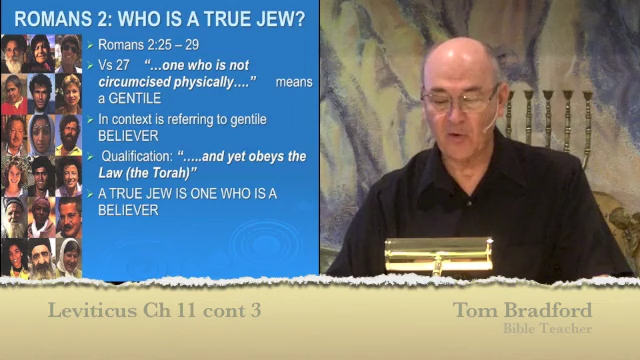 ROMANS 2: WHO IS A TRUE JEW?
Romans 2:25 – 29
Vs 27 “…one who is not
circumcised physically….” means
a GENTILE
In context is referring to gentile
BELIEVER
Qualification: “…..and yet obeys the
Law (the Torah)”
A TRUE JEW IS ONE WHO IS A
BELIEVER
Leviticus Ch 11 cont 3
Tom Bradford
Bible Teacher